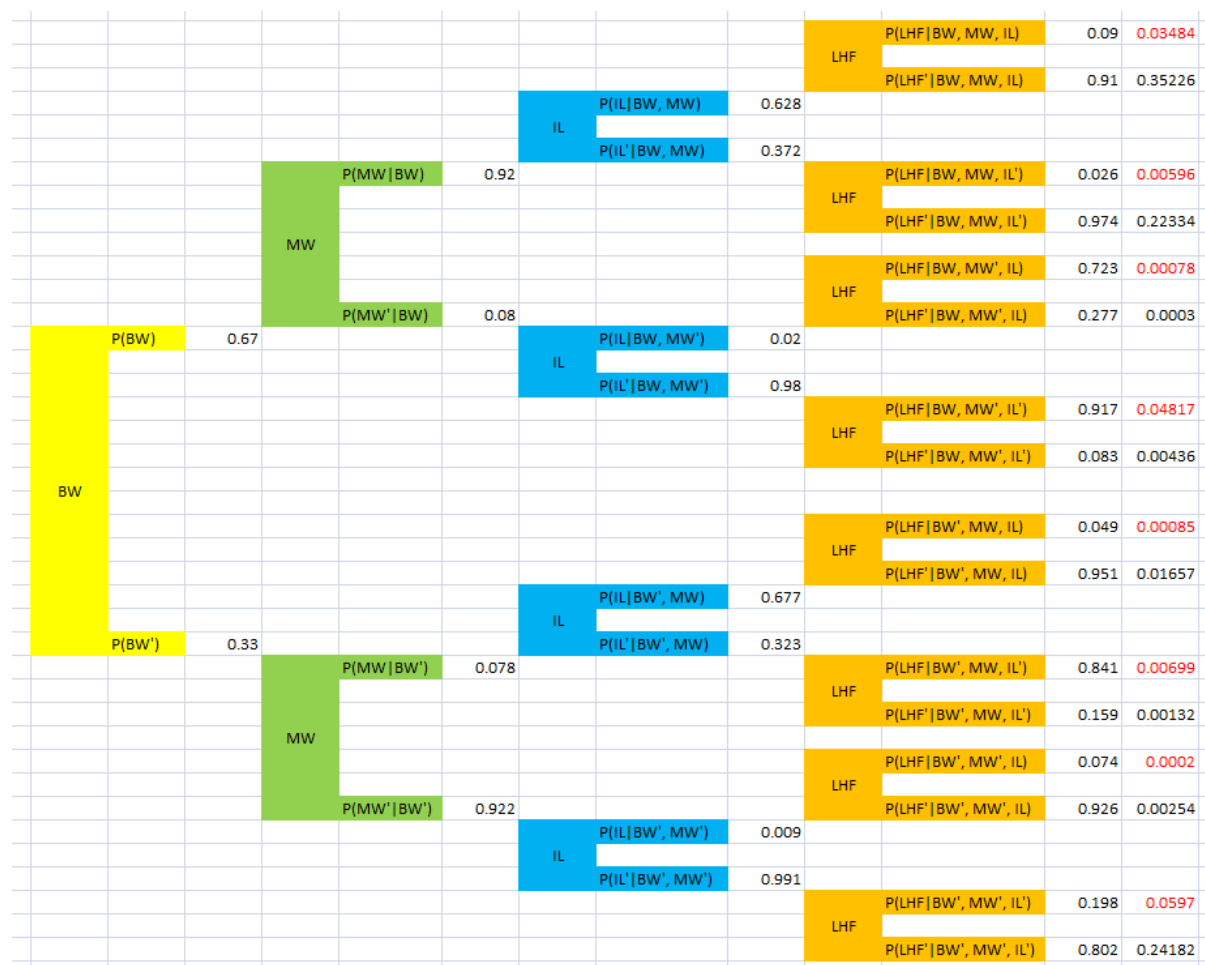 P(LHF|BW, MW, IL) 0.09 0.03484
LHF
P(LHF'|BW, MW, IL) 0.91 0.35226
P(IL|BW, MW) 0.628
IL
P(IL'|BW, MW) 0.372
P(MW|BW) 0.92 P(LHF|BW, MW, IL') 0.026 0.00596
LHF
P(LHF'|BW, MW, IL') 0.974 0.22334
MW
P(LHF|BW, MW', IL) 0.723 0.00078
LHF
P(MW'|BW) 0.08 P(LHF'|BW, MW', IL) 0.277 0.0003
P(BW) 0.67 P(IL|BW, MW') 0.02
IL
P(IL'|BW, MW') 0.98
P(LHF|BW, MW', IL') 0.917 0.04817
LHF
P(LHF'|BW, MW', IL') 0.083 0.00436
BW
P(LHF|BW', MW, IL) 0.049 0.00085
LHF
P(LHF'|BW', MW, IL) 0.951 0.01657
P(IL|BW', MW) 0.677
IL
P(BW') 0.33 P(IL'|BW', MW) 0.323
P(MW|BW') 0.078 P(LHF|BW', MW, IL') 0.841 0.00699
LHF
P(LHF'|BW', MW, IL') 0.159 0.00132
MW
P(LHF|BW', MW', IL) 0.074 0.0002
LHF
P(MW'|BW') 0.922 P(LHF'|BW', MW', IL) 0.926 0.00254
P(IL|BW', MW') 0.009
IL
P(IL'|BW', MW') 0.991
P(LHF|BW', MW', IL') 0.198 0.0597
LHF
P(LHF'|BW', MW', IL') 0.802 0.24182